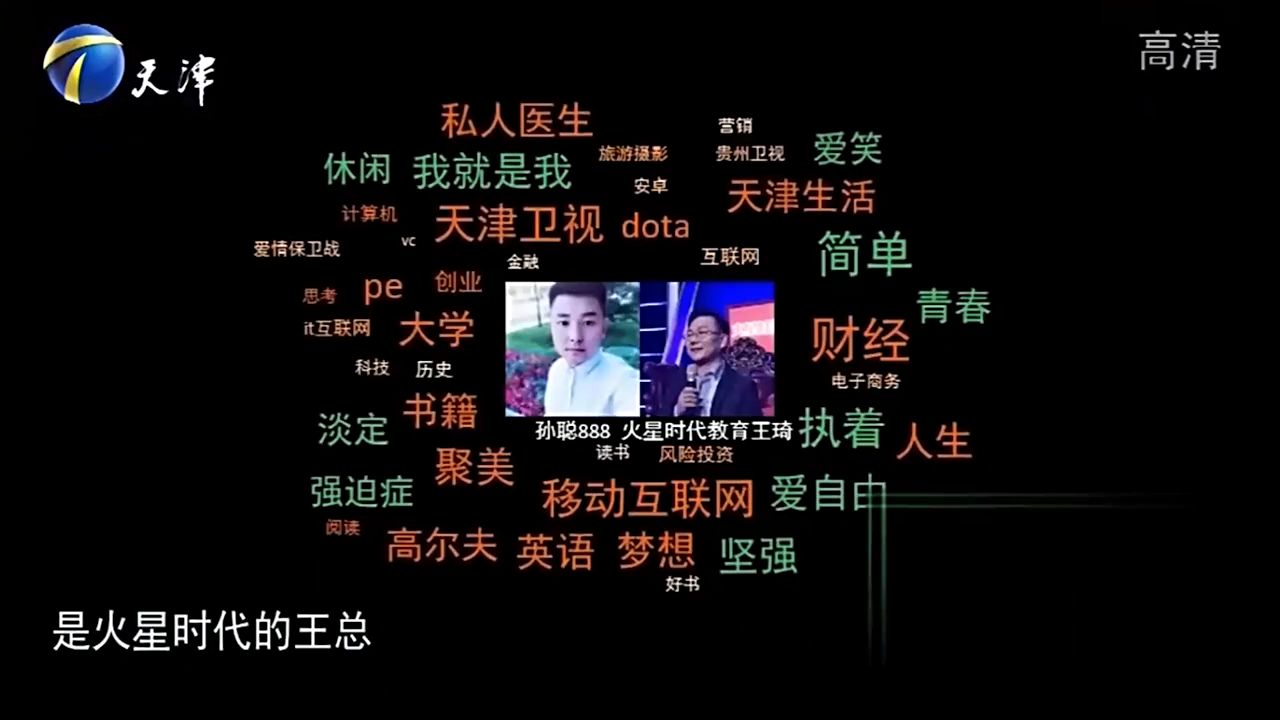 天津
高清
私人医生
营销
休闲 我就是我 旅游摄影 贵州卫视 爱笑
计算机 安卓 天津生活
爱情保卫战 vc 天津卫视 dota
金融 互联网 简单
思考 pe 创业 青春
it互联网 大学 财经
科技 历史 电子商务
淡定 书籍 孙聪888 火星时代教育王琦 执着 人生
聚美 读书 风险投资
强迫症 移动互联网 爱自由
阅读 高尔夫 英语 梦想 坚强
好书
是火星时代的王总